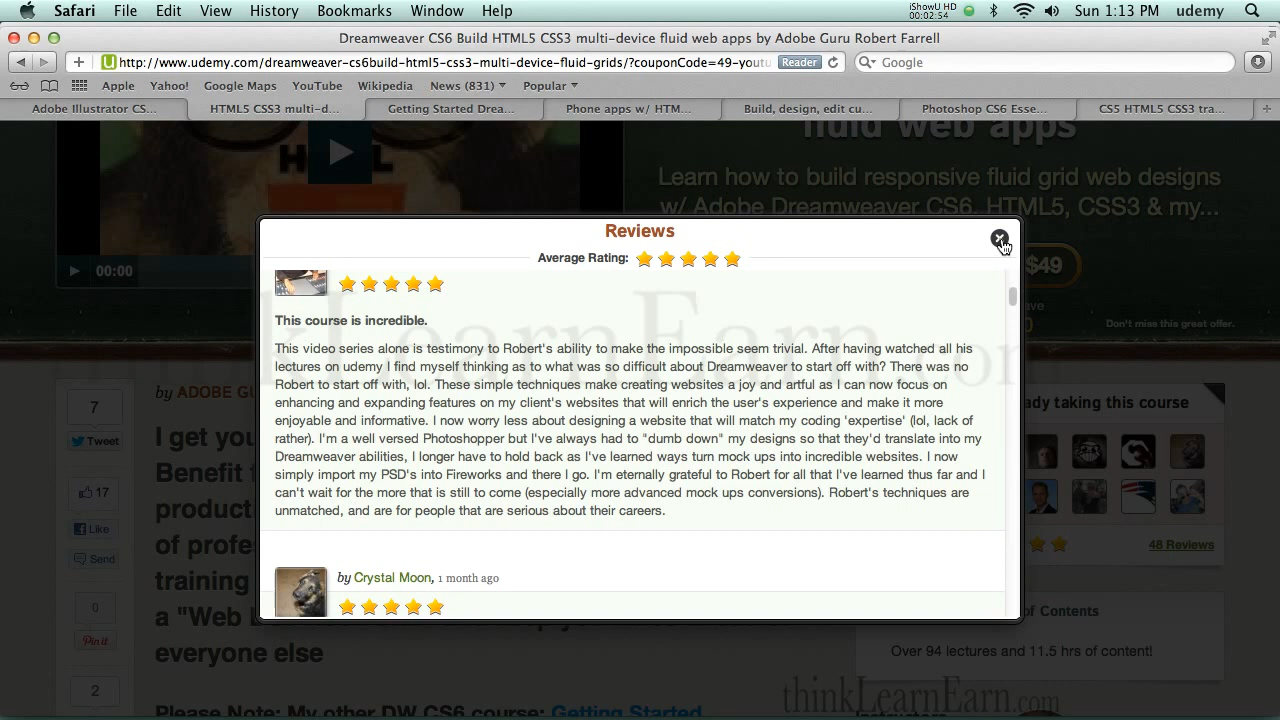 Safari File Edit View History Bookmarks Window Help
iShowU HD
00:02:54
Sun 1:13 PM udemy
Dreamweaver CS6 Build HTML5 CSS3 multi-device fluid web apps by Adobe Guru Robert Farrell
http://www.udemy.com/dreamweaver-cs6build-html5-css3-multi-device-fluid-grids/?couponCode=49-youtu Reader Google
Apple Yahoo! Google Maps YouTube Wikipedia News (831) Popular
Adobe Illustrator CS... HTML5 CSS3 multi-d... Getting Started Drea... Phone apps w/ HTM... Build, design, edit cu... Photoshop CS6 Esse... CS5 HTML5 CSS3 tra...
fluid web apps
Learn how to build responsive fluid grid web designs
w/ Adobe Dreamweaver CS6, HTML5, CSS3 & my...
00:00
$49
Don't miss this great offer.
Reviews
Average Rating:
This course is incredible.
This video series alone is testimony to Robert's ability to make the impossible seem trivial. After having watched all his
lectures on udemy I find myself thinking as to what was so difficult about Dreamweaver to start off with? There was no
Robert to start off with, lol. These simple techniques make creating websites a joy and artful as I can now focus on
enhancing and expanding features on my client's websites that will enrich the user's experience and make it more
enjoyable and informative. I now worry less about designing a website that will match my coding 'expertise' (lol, lack of
rather). I'm a well versed Photoshopper but I've always had to "dumb down" my designs so that they'd translate into my
Dreamweaver abilities, I longer have to hold back as I've learned ways turn mock ups into incredible websites. I now
simply import my PSD's into Fireworks and there I go. I'm eternally grateful to Robert for all that I've learned thus far and I
can't wait for the more that is still to come (especially more advanced mock ups conversions). Robert's techniques are
unmatched, and are for people that are serious about their careers.
by Crystal Moon, 1 month ago
7
Tweet
17
Like
Send
0
Pin it
2
by ADOBE GU
I get you
Benefit
product
of profes
training
a "Web
everyone else
Please Note: My other DW CS6 course: Getting Started
ady taking this course
48 Reviews
of Contents
Over 94 lectures and 11.5 hrs of content!
Instructors
kLearnEarn.com
thinkLearnEarn.com